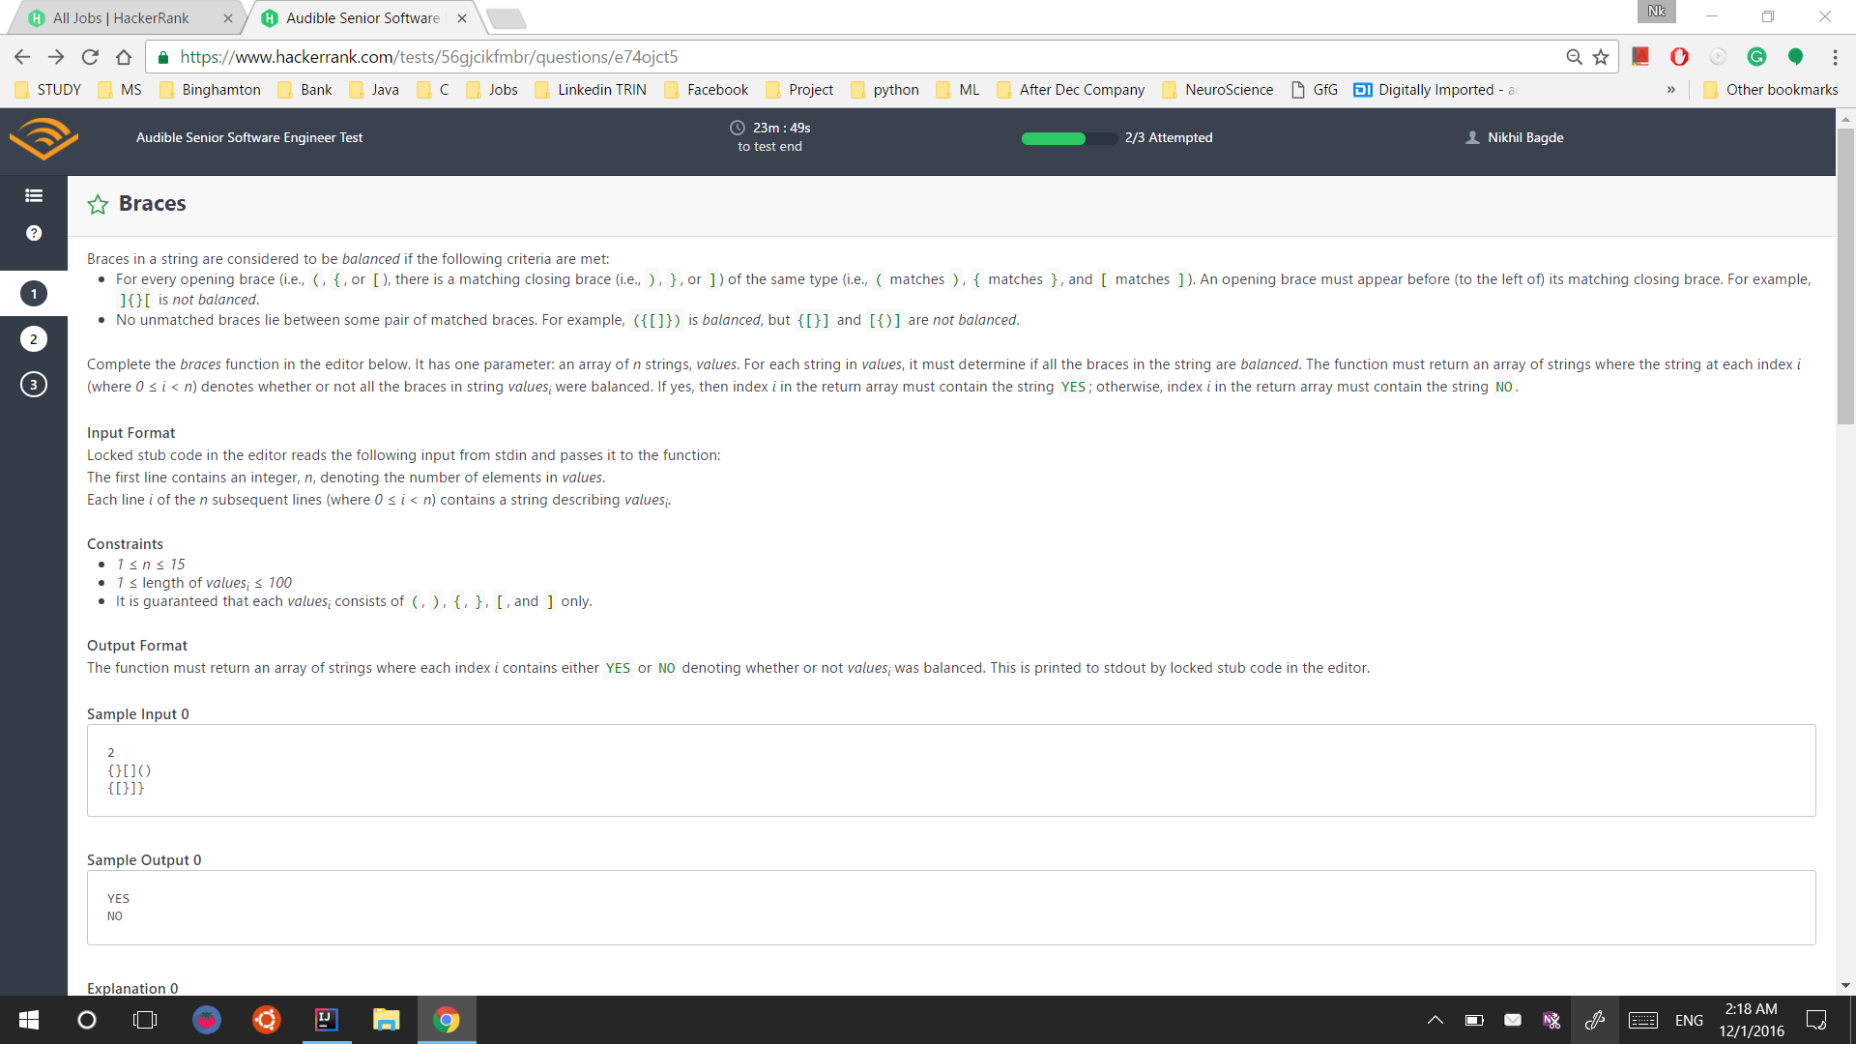 All Jobs | HackerRank
Audible Senior Software
Nk
https://www.hackerrank.com/tests/56gjcikfmbr/questions/e74ojct5
STUDY MS Binghamton Bank Java C Jobs Linkedin TRIN Facebook Project python ML After Dec Company NeuroScience GfG Digitally Imported - » Other bookmarks
Audible Senior Software Engineer Test
23m : 49s
to test end
2/3 Attempted
Nikhil Bagde
Braces
1
2
3
Braces in a string are considered to be balanced if the following criteria are met:
• For every opening brace (i.e., (, {, or [), there is a matching closing brace (i.e., ), }, or ]) of the same type (i.e., ( matches ), { matches }, and [ matches ]). An opening brace must appear before (to the left of) its matching closing brace. For example,
]{}[ is not balanced.
• No unmatched braces lie between some pair of matched braces. For example, ({[]}) is balanced, but {[}] and [{)] are not balanced.
Complete the braces function in the editor below. It has one parameter: an array of n strings, values. For each string in values, it must determine if all the braces in the string are balanced. The function must return an array of strings where the string at each index i
(where 0 ≤ i < n) denotes whether or not all the braces in string valuesi were balanced. If yes, then index i in the return array must contain the string YES; otherwise, index i in the return array must contain the string NO.
Input Format
Locked stub code in the editor reads the following input from stdin and passes it to the function:
The first line contains an integer, n, denoting the number of elements in values.
Each line i of the n subsequent lines (where 0 ≤ i < n) contains a string describing valuesi.
Constraints
• 1 ≤ n ≤ 15
• 1 ≤ length of valuesi ≤ 100
• It is guaranteed that each valuesi consists of (, ), {, }, [, and ] only.
Output Format
The function must return an array of strings where each index i contains either YES or NO denoting whether or not valuesi was balanced. This is printed to stdout by locked stub code in the editor.
Sample Input 0
2
{}[]()
{[}]}
Sample Output 0
YES
NO
Explanation 0
ENG
2:18 AM
12/1/2016